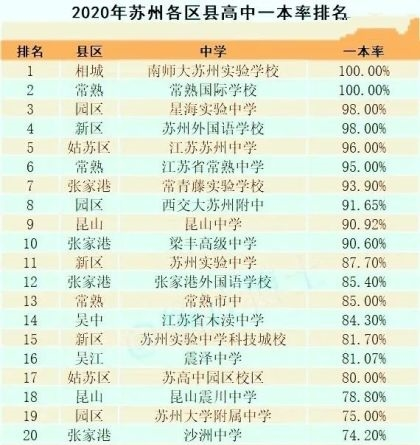 2020年苏州各区县高中一本率排名
排名 县区 中学 一本率
1 相城 南师大苏州实验学校 100.00%
2 常熟 常熟国际学校 100.00%
3 园区 星海实验中学 98.00%
4 新区 苏州外国语学校 98.00%
5 姑苏区 江苏苏州中学 96.00%
6 常熟 江苏省常熟中学 95.00%
7 张家港 常青藤实验学校 93.90%
8 园区 西交大苏州附中 91.65%
9 昆山 昆山中学 90.92%
10 张家港 梁丰高级中学 90.60%
11 新区 苏州实验中学 87.70%
12 张家港 张家港外国语学校 85.40%
13 常熟 常熟市中 85.00%
14 吴中 江苏省木渎中学 84.30%
15 新区 苏州实验中学科技城校 81.70%
16 吴江 震泽中学 81.07%
17 姑苏区 苏高中园区校区 80.00%
18 昆山 昆山震川中学 78.80%
19 园区 苏州大学附属中学 75.00%
20 张家港 沙洲中学 74.20%